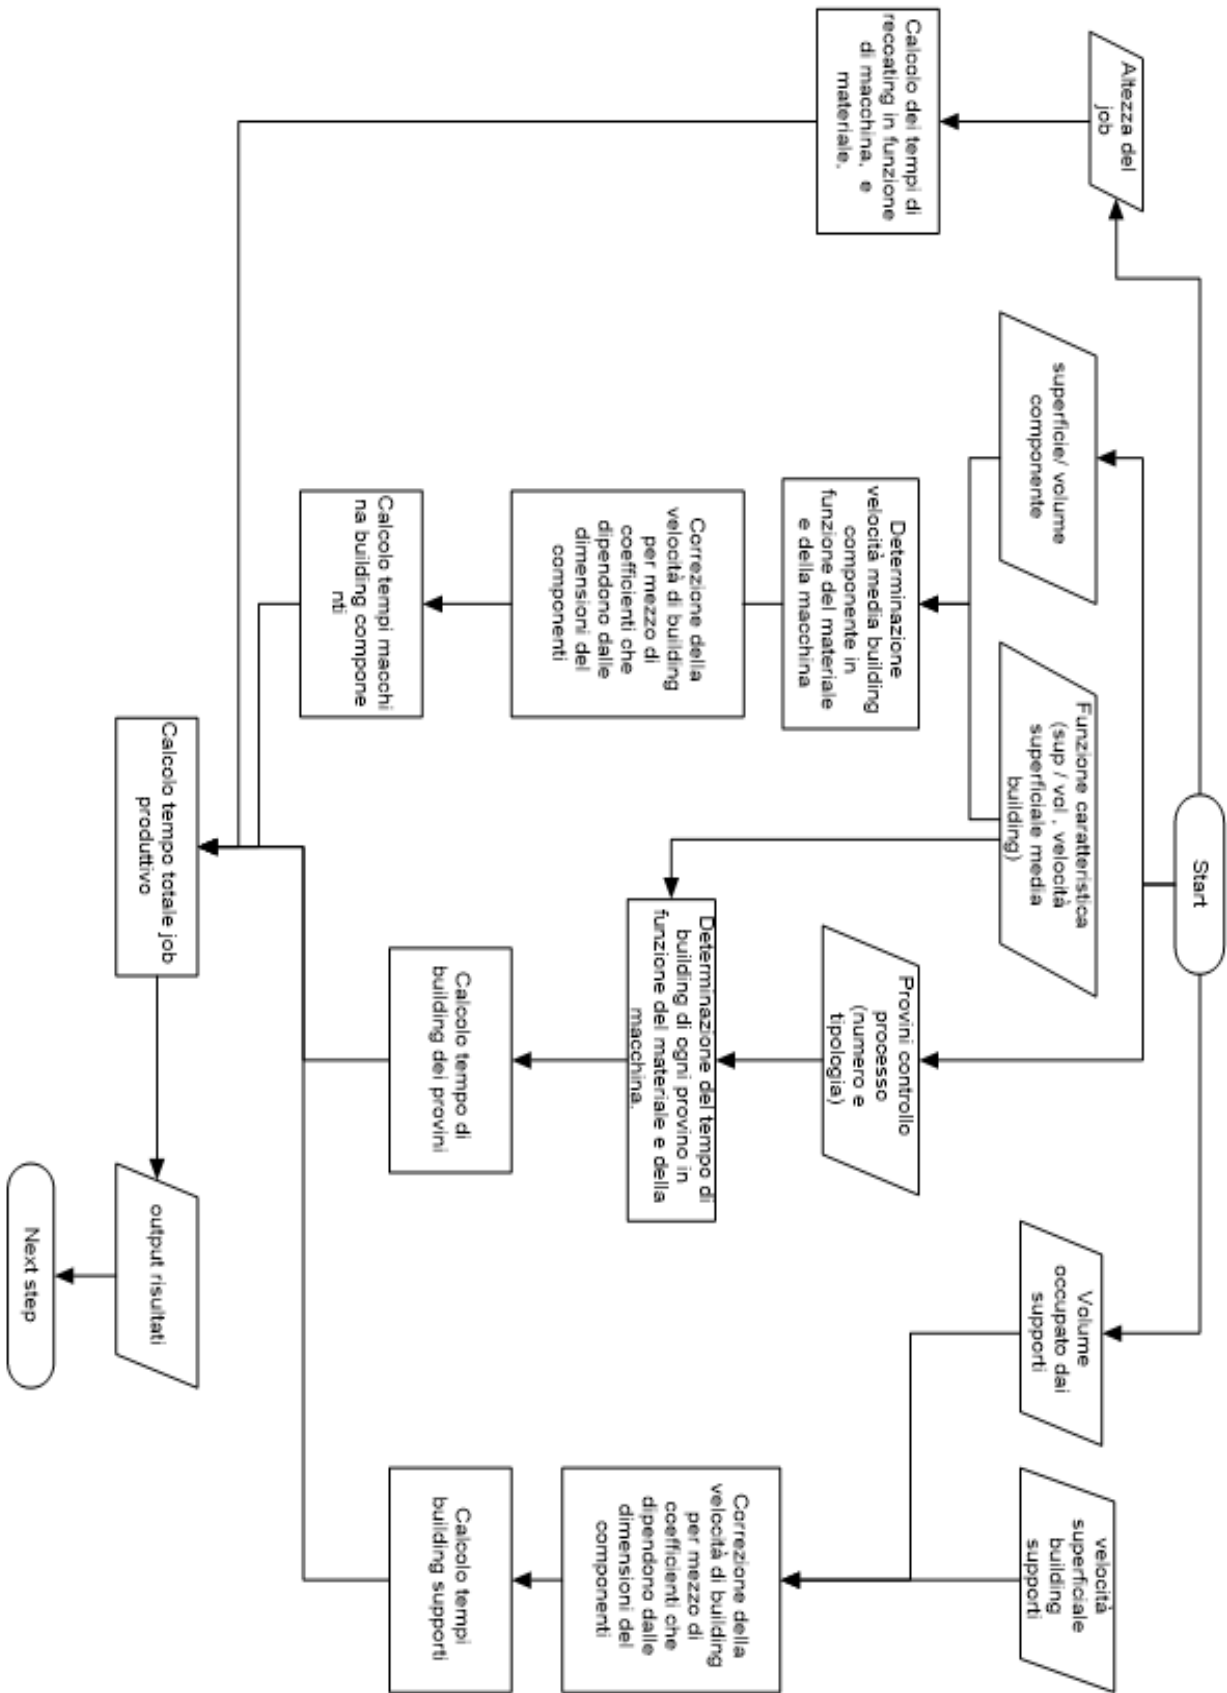 Start
Altezza del
job
superficie/ volume
componente
Funzione caratteristica
(sup / vol , velocità
superficiale media
building)
Provini controllo
processo
(numero e
tipologia)
Volume
occupato dai
supporti
velocità
superficiale
building
supporti
Calcolo dei tempi di
recoating in funzione
di macchina, e
materiale.
Determinazione
velocità media building
componente in
funzione del materiale
e della macchina
Determinazione del tempo di
building di ogni provino in
funzione del materiale e della
macchina.
Correzione della
velocità di building
per mezzo di
coefficienti che
dipendono dalle
dimensioni del
componenti
Correzione della
velocità di building
per mezzo di
coefficienti che
dipendono dalle
dimensioni del
componenti
Calcolo tempi macchi
na building compone
nti
Calcolo tempo di
building dei provini
Calcolo tempi
building supporti
Calcolo tempo totale job
produttivo
output risultati
Next step